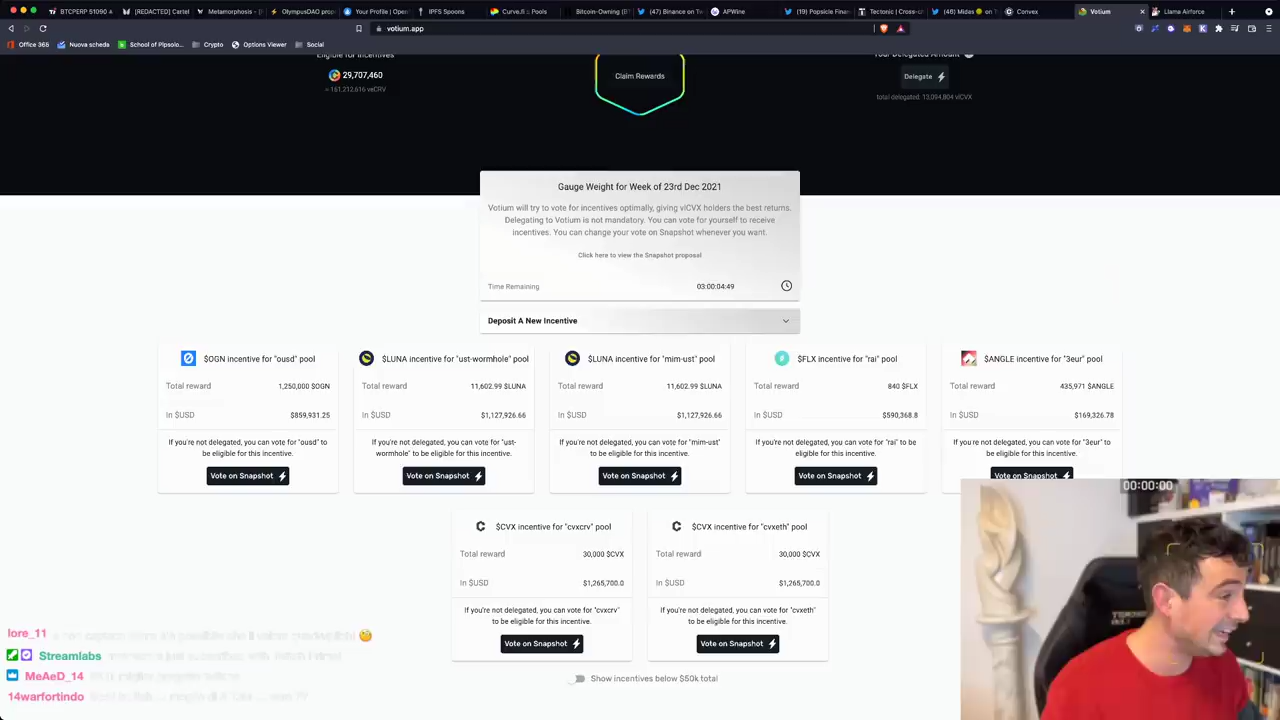 BTCPERP 51090
[REDACTED] Cartel
Metamorphosis - I
OlympusDAO prop
Your Profile | Open
IPFS Spoons
Curve.fi :: Pools
Bitcoin-Owning (B
(47) Binance on Tw
APWine
(19) Popsicle Finan
Tectonic | Cross-c
(48) Midas on T
Convex
Votium
Llama Airforce
votium.app
Office 365
Nuova scheda
School of Plpsoio...
Crypto
Options Viewer
Social
Eligible for Incentives
29,707,460
≈ 161,212,616 veCRV
Claim Rewards
Your Delegated Amount
Delegate
total delegated: 13,094,804 vlCVX
Gauge Weight for Week of 23rd Dec 2021
Votium will try to vote for incentives optimally, giving vlCVX holders the best returns.
Delegating to Votium is not mandatory. You can vote for yourself to receive
incentives. You can change your vote on Snapshot whenever you want.
Click here to view the Snapshot proposal
Time Remaining 03:00:04:49
Deposit A New Incentive
$OGN incentive for "ousd" pool
Total reward 1,250,000 $OGN
In $USD $859,931.25
If you're not delegated, you can vote for "ousd" to
be eligible for this incentive.
Vote on Snapshot
$LUNA incentive for "ust-wormhole" pool
Total reward 11,602.99 $LUNA
In $USD $1,127,926.66
If you're not delegated, you can vote for "ust-
wormhole" to be eligible for this incentive.
Vote on Snapshot
$LUNA incentive for "mim-ust" pool
Total reward 11,602.99 $LUNA
In $USD $1,127,926.66
If you're not delegated, you can vote for "mim-ust"
to be eligible for this incentive.
Vote on Snapshot
$FLX incentive for "rai" pool
Total reward 840 $FLX
In $USD $590,368.8
If you're not delegated, you can vote for "rai" to be
eligible for this incentive.
Vote on Snapshot
$ANGLE incentive for "3eur" pool
Total reward 435,971 $ANGLE
In $USD $169,326.78
If you're not delegated, you can vote for "3eur" to
be eligible for this incentive.
Vote on Snapshot
00:00:00
$CVX incentive for "cvxcrv" pool
Total reward 30,000 $CVX
In $USD $1,265,700.0
If you're not delegated, you can vote for "cvxcrv"
to be eligible for this incentive.
Vote on Snapshot
$CVX incentive for "cvxeth" pool
Total reward 30,000 $CVX
In $USD $1,265,700.0
If you're not delegated, you can vote for "cvxeth"
to be eligible for this incentive.
Vote on Snapshot
Show incentives below $50k total
lore_11
Streamlabs
MeAeD_14
14warfortindo